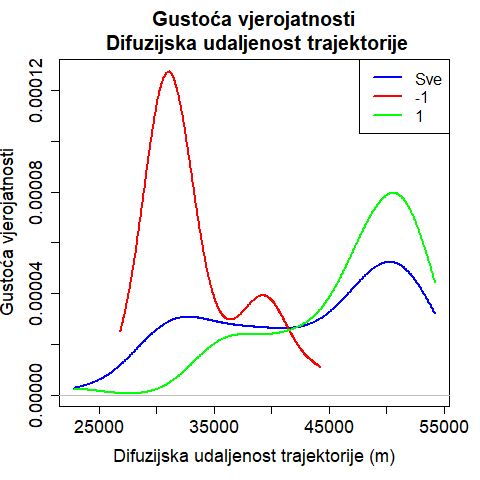 Gustoća vjerojatnosti
Difuzijska udaljenost trajektorije
Sve
-1
1
Gustoća vjerojatnosti
0.00012
0.00008
0.00004
0.00000
25000 35000 45000 55000
Difuzijska udaljenost trajektorije (m)